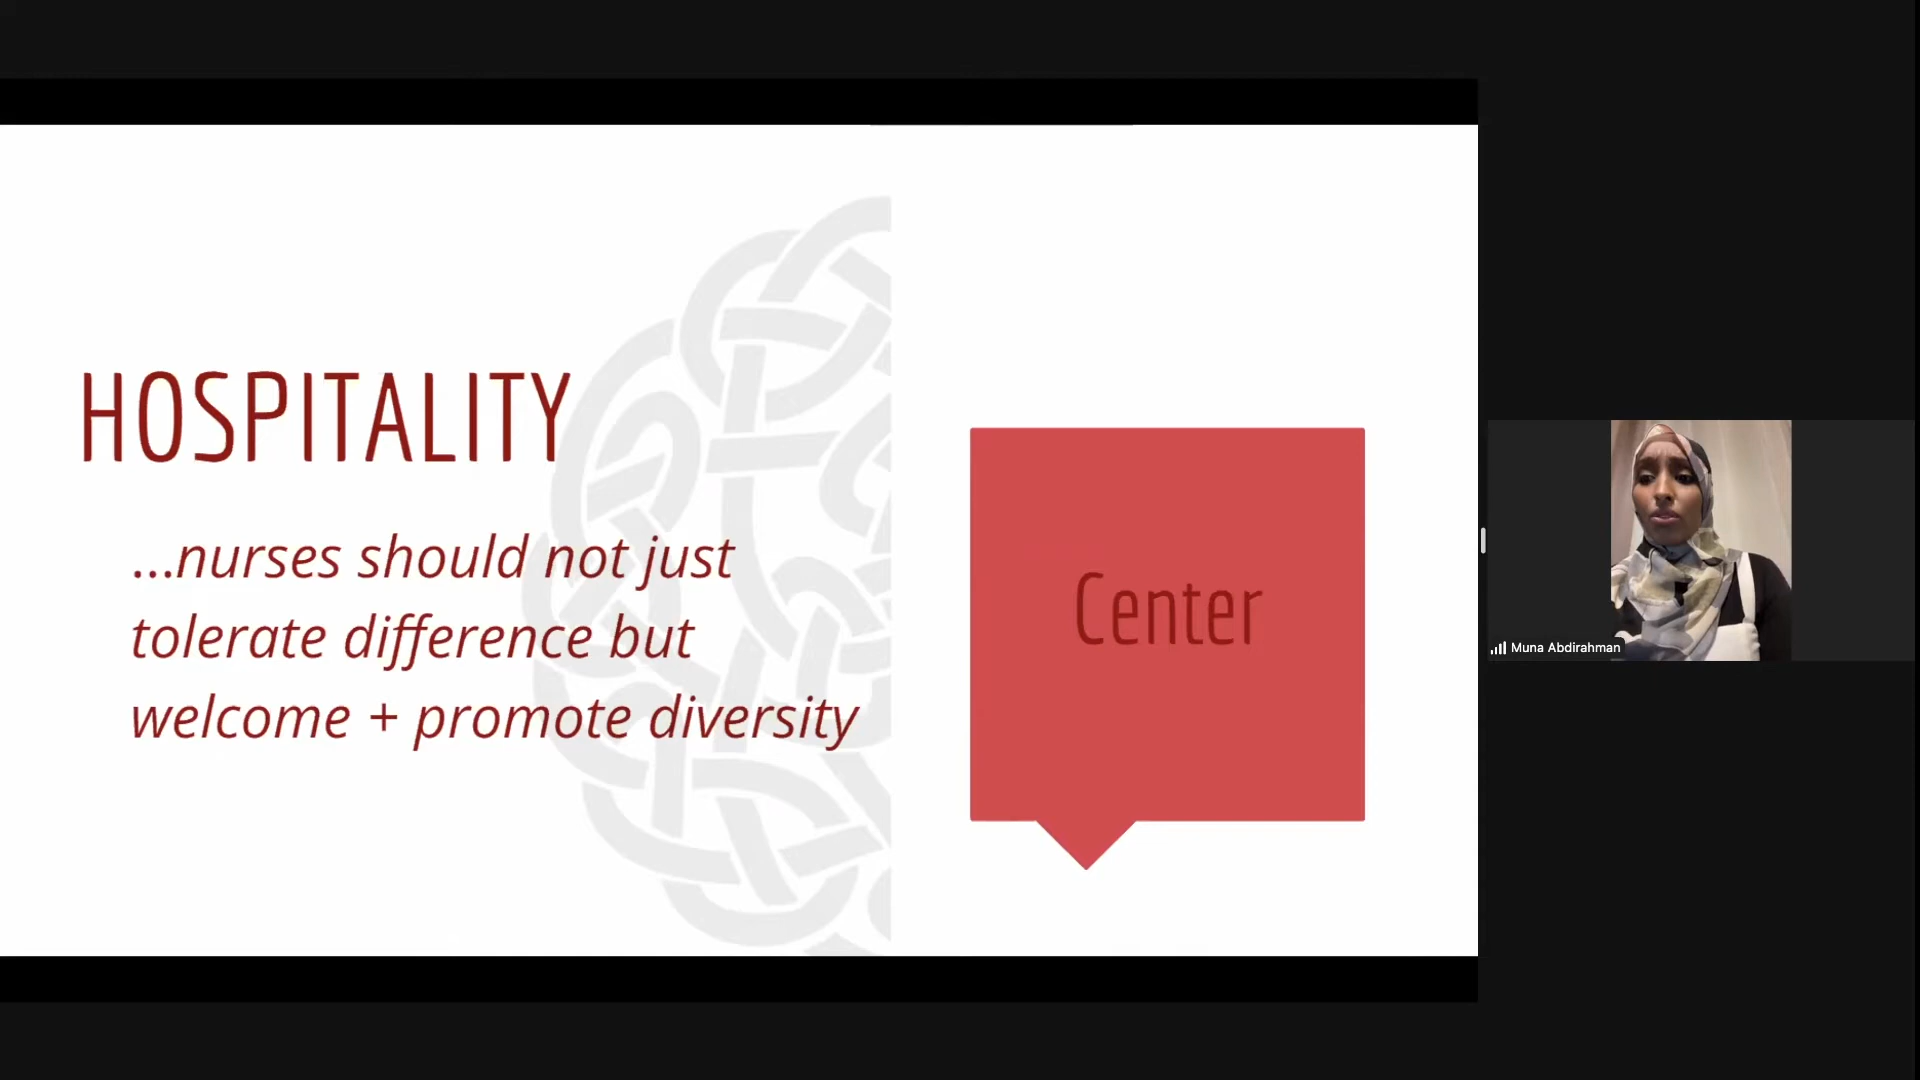 HOSPITALITY
...nurses should not just
tolerate difference but
welcome + promote diversity
Center
Muna Abdirahman